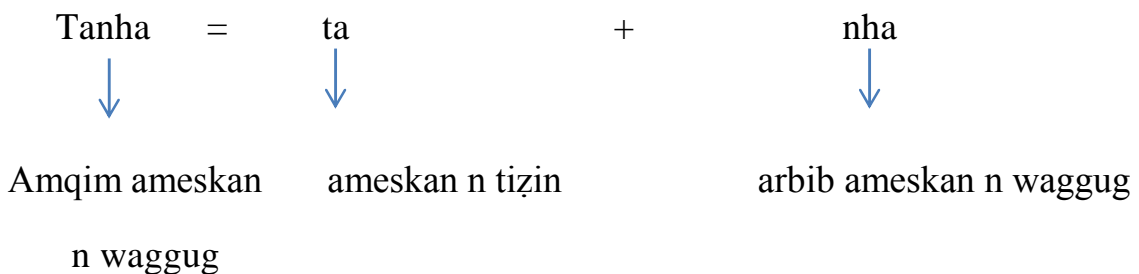 Tanha = ta + nha
Amqim ameskan ameskan n tiẓin arbib ameskan n waggug
n waggug